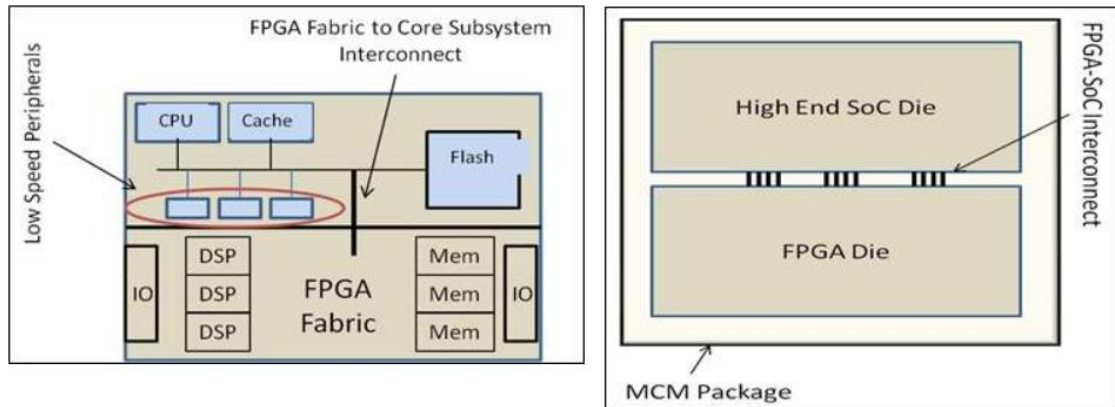 FPGA Fabric to Core Subsystem
Interconnect
Low Speed Peripherals
CPU
Cache
Flash
IO
DSP
DSP
DSP
FPGA
Fabric
Mem
Mem
Mem
IO
High End SoC Die
FPGA-SoC Interconnect
FPGA Die
MCM Package